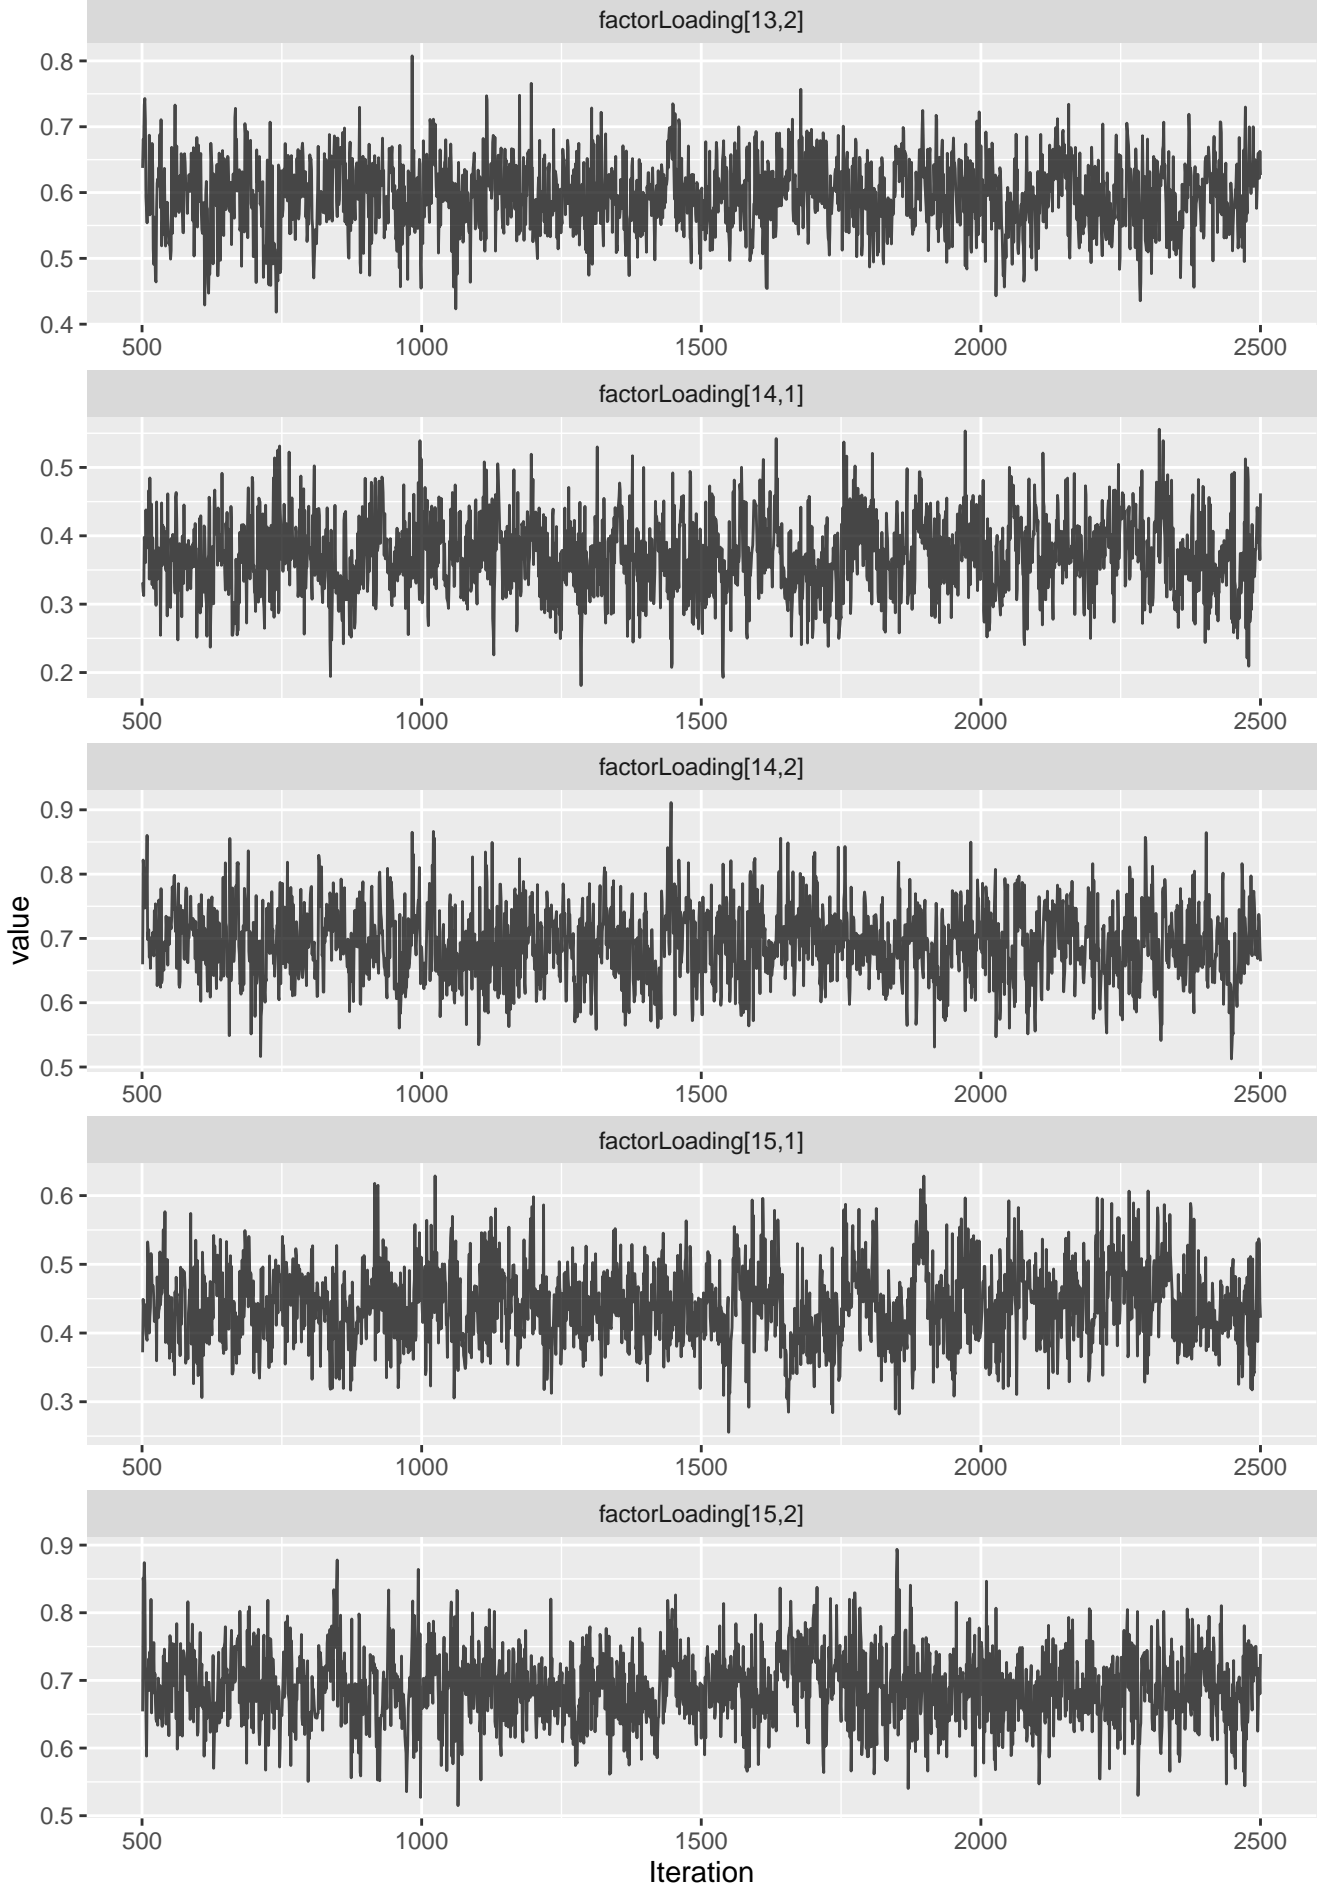 factorLoading[13,2]
0.8
0.7
0.6
0.5
0.4
500 1000 1500 2000 2500
factorLoading[14,1]
0.5
0.4
0.3
0.2
500 1000 1500 2000 2500
factorLoading[14,2]
0.9
0.8
0.7
0.6
0.5
500 1000 1500 2000 2500
value
factorLoading[15,1]
0.6
0.5
0.4
0.3
500 1000 1500 2000 2500
factorLoading[15,2]
0.9
0.8
0.7
0.6
0.5
500 1000 1500 2000 2500
Iteration